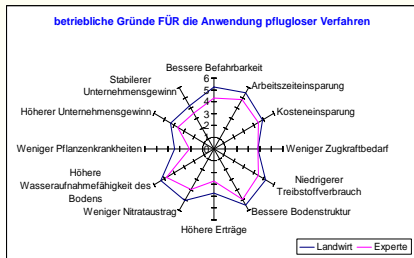 betriebliche Gründe FÜR die Anwendung pflugloser Verfahren
Bessere Befahrbarkeit
Arbeitszeiteinsparung
Kosteneinsparung
Weniger Zugkraftbedarf
Niedrigerer
Treibstoffverbrauch
Bessere Bodenstruktur
Höhere Erträge
Weniger Nitrataustrag
Höhere
Wasseraufnahmefähigkeit des
Bodens
Weniger Pflanzenkrankheiten
Höherer Unternehmensgewinn
Stabilerer
Unternehmensgewinn
6
5
4
3
2
1
0
Landwirt
Experte